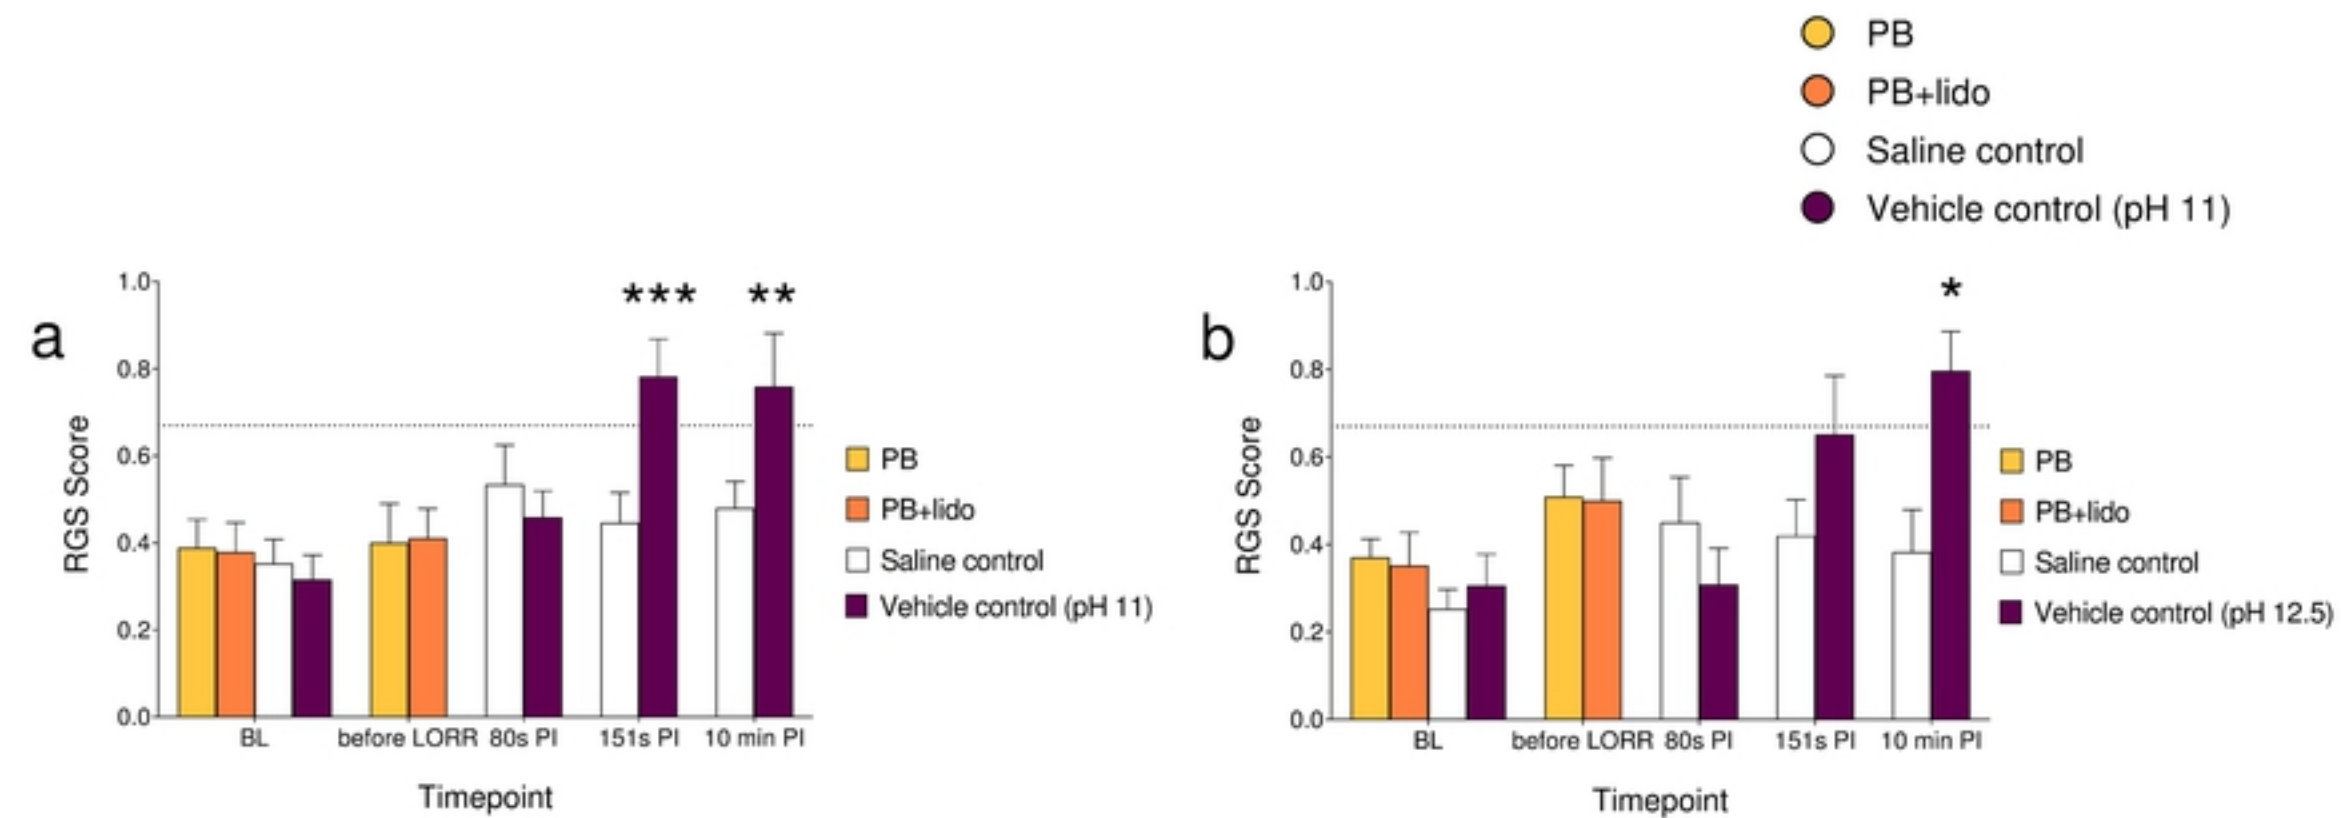 PB
PB+lido
Saline control
Vehicle control (pH 11)
a
1.0
0.8
0.6
0.4
0.2
0.0
RGS Score
*** **
BL before LORR 80s PI 151s PI 10 min PI
Timepoint
PB
PB+lido
Saline control
Vehicle control (pH 11)
b
1.0
0.8
0.6
0.4
0.2
0.0
RGS Score
*
BL before LORR 80s PI 151s PI 10 min PI
Timepoint
PB
PB+lido
Saline control
Vehicle control (pH 12.5)